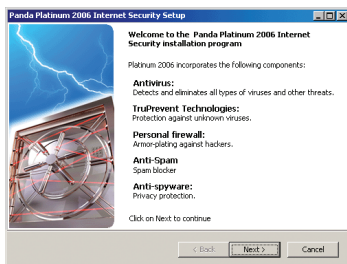 Panda Platinum 2006 Internet Security Setup
Welcome to the Panda Platinum 2006 Internet
Security installation program
Platinum 2006 incorporates the following components:
Antivirus:
Detects and eliminates all types of viruses and other threats.
TruPrevent Technologies:
Protection against unknown viruses.
Personal firewall:
Armor-plating against hackers.
Anti-Spam
Spam blocker
Anti-spyware:
Privacy protection.
Click on Next to continue
< Back Next > Cancel